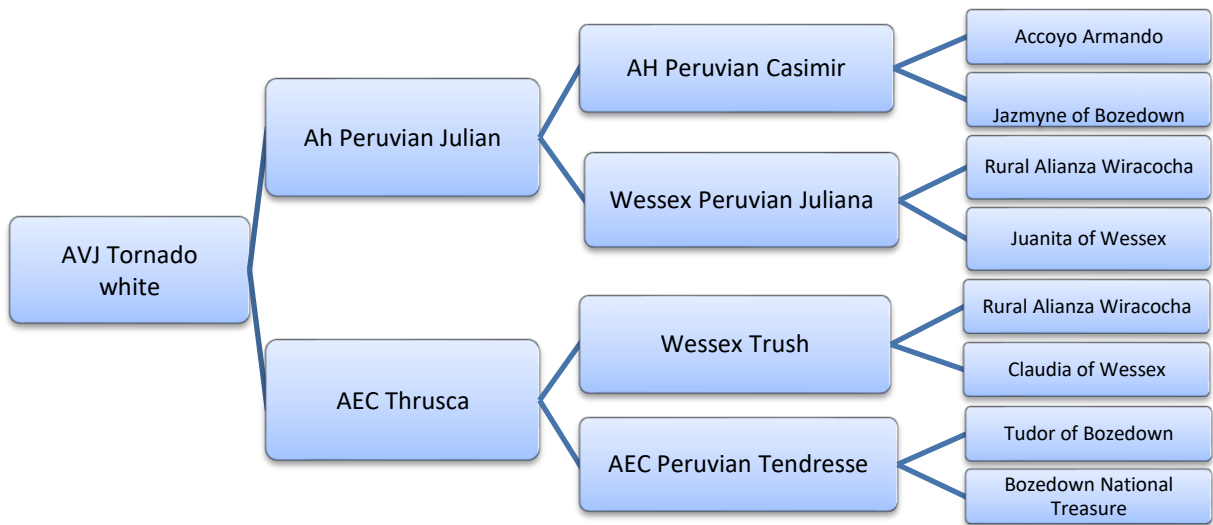 AVJ Tornado
white
Ah Peruvian Julian
AEC Thrusca
AH Peruvian Casimir
Wessex Peruvian Juliana
Wessex Trush
AEC Peruvian Tendresse
Accoyo Armando
Jazmyne of Bozedown
Rural Alianza Wiracocha
Juanita of Wessex
Rural Alianza Wiracocha
Claudia of Wessex
Tudor of Bozedown
Bozedown National
Treasure